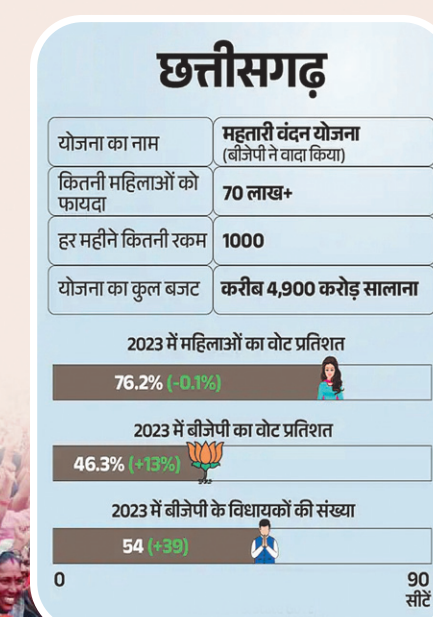 छत्तीसगढ़
योजना का नाम
महतारी वंदन योजना
(बीजेपी ने वादा किया)
कितनी महिलाओं को
फायदा
70 लाख+
हर महीने कितनी रकम
1000
योजना का कुल बजट
करीब 4,900 करोड़ सालाना
2023 में महिलाओं का वोट प्रतिशत
76.2% (-0.1%)
2023 में बीजेपी का वोट प्रतिशत
46.3% (+13%)
2023 में बीजेपी के विधायकों की संख्या
54 (+39)
0
90
सीटें